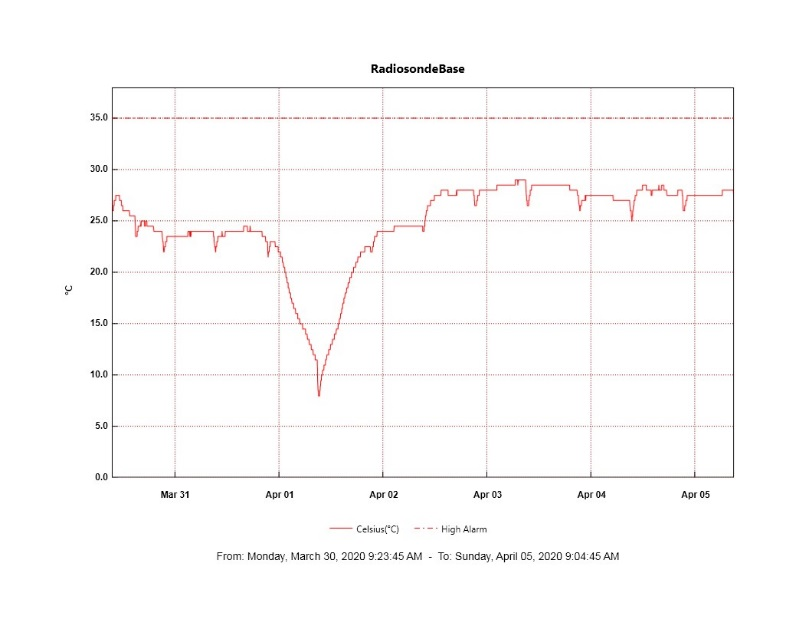 RadiosondeBase
35.0
30.0
25.0
20.0
°C
15.0
10.0
5.0
0.0
Mar 31 Apr 01 Apr 02 Apr 03 Apr 04 Apr 05
Celsius(°C) High Alarm
From: Monday, March 30, 2020 9:23:45 AM - To: Sunday, April 05, 2020 9:04:45 AM